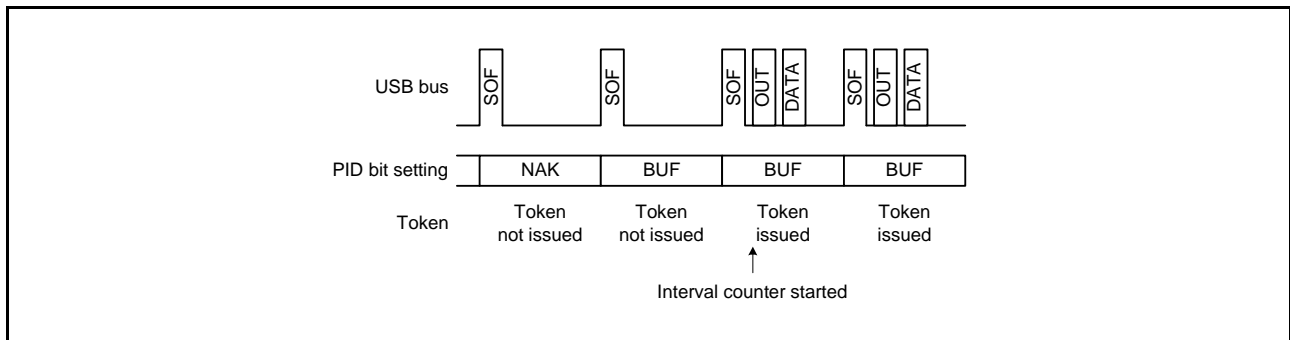 USB bus
SOF
SOF
SOF
OUT
DATA
SOF
OUT
DATA
PID bit setting
NAK
BUF
BUF
BUF
Token
Token
not issued
Token
not issued
Token
issued
Token
issued
Interval counter started